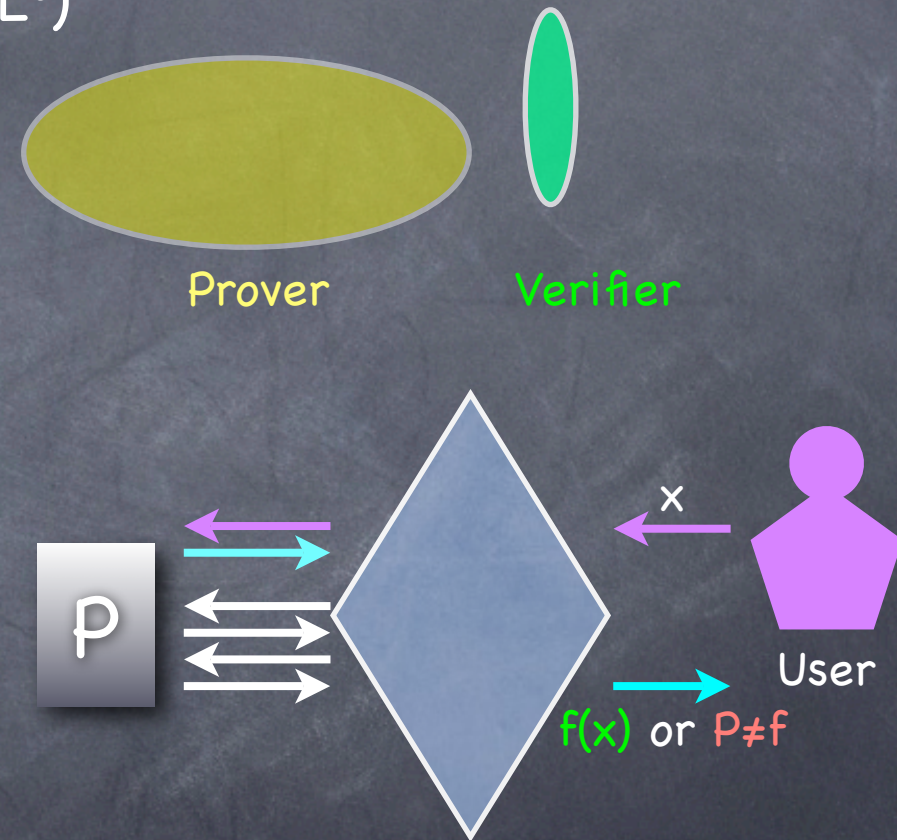 Prover
Verifier
x
P
User
f(x) or P≠f